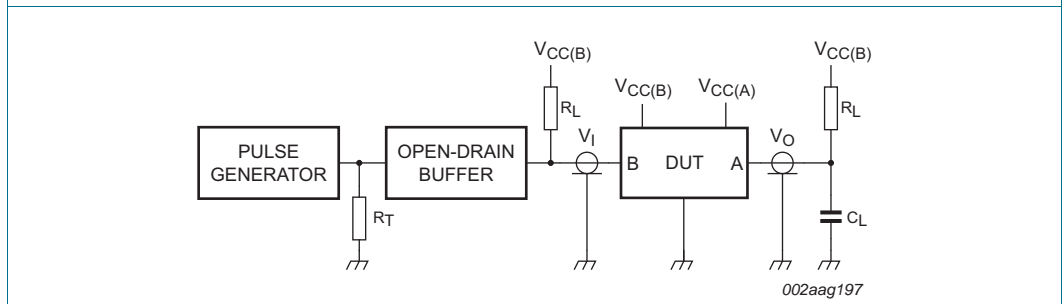 VCC(B)
VCC(B)
VCC(B)
VCC(A)
RL
RL
VI
VO
PULSE
GENERATOR
OPEN-DRAIN
BUFFER
B
DUT
A
RT
CL
002aag197